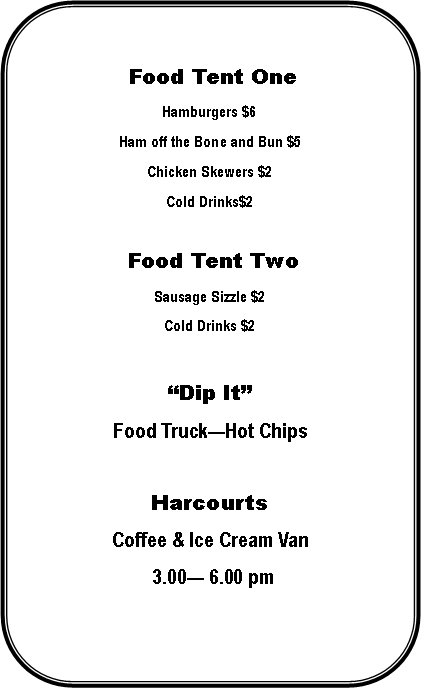 Food Tent One
Hamburgers $6
Ham off the Bone and Bun $5
Chicken Skewers $2
Cold Drinks$2
Food Tent Two
Sausage Sizzle $2
Cold Drinks $2
“Dip It”
Food Truck—Hot Chips
Harcourts
Coffee & Ice Cream Van
3.00— 6.00 pm